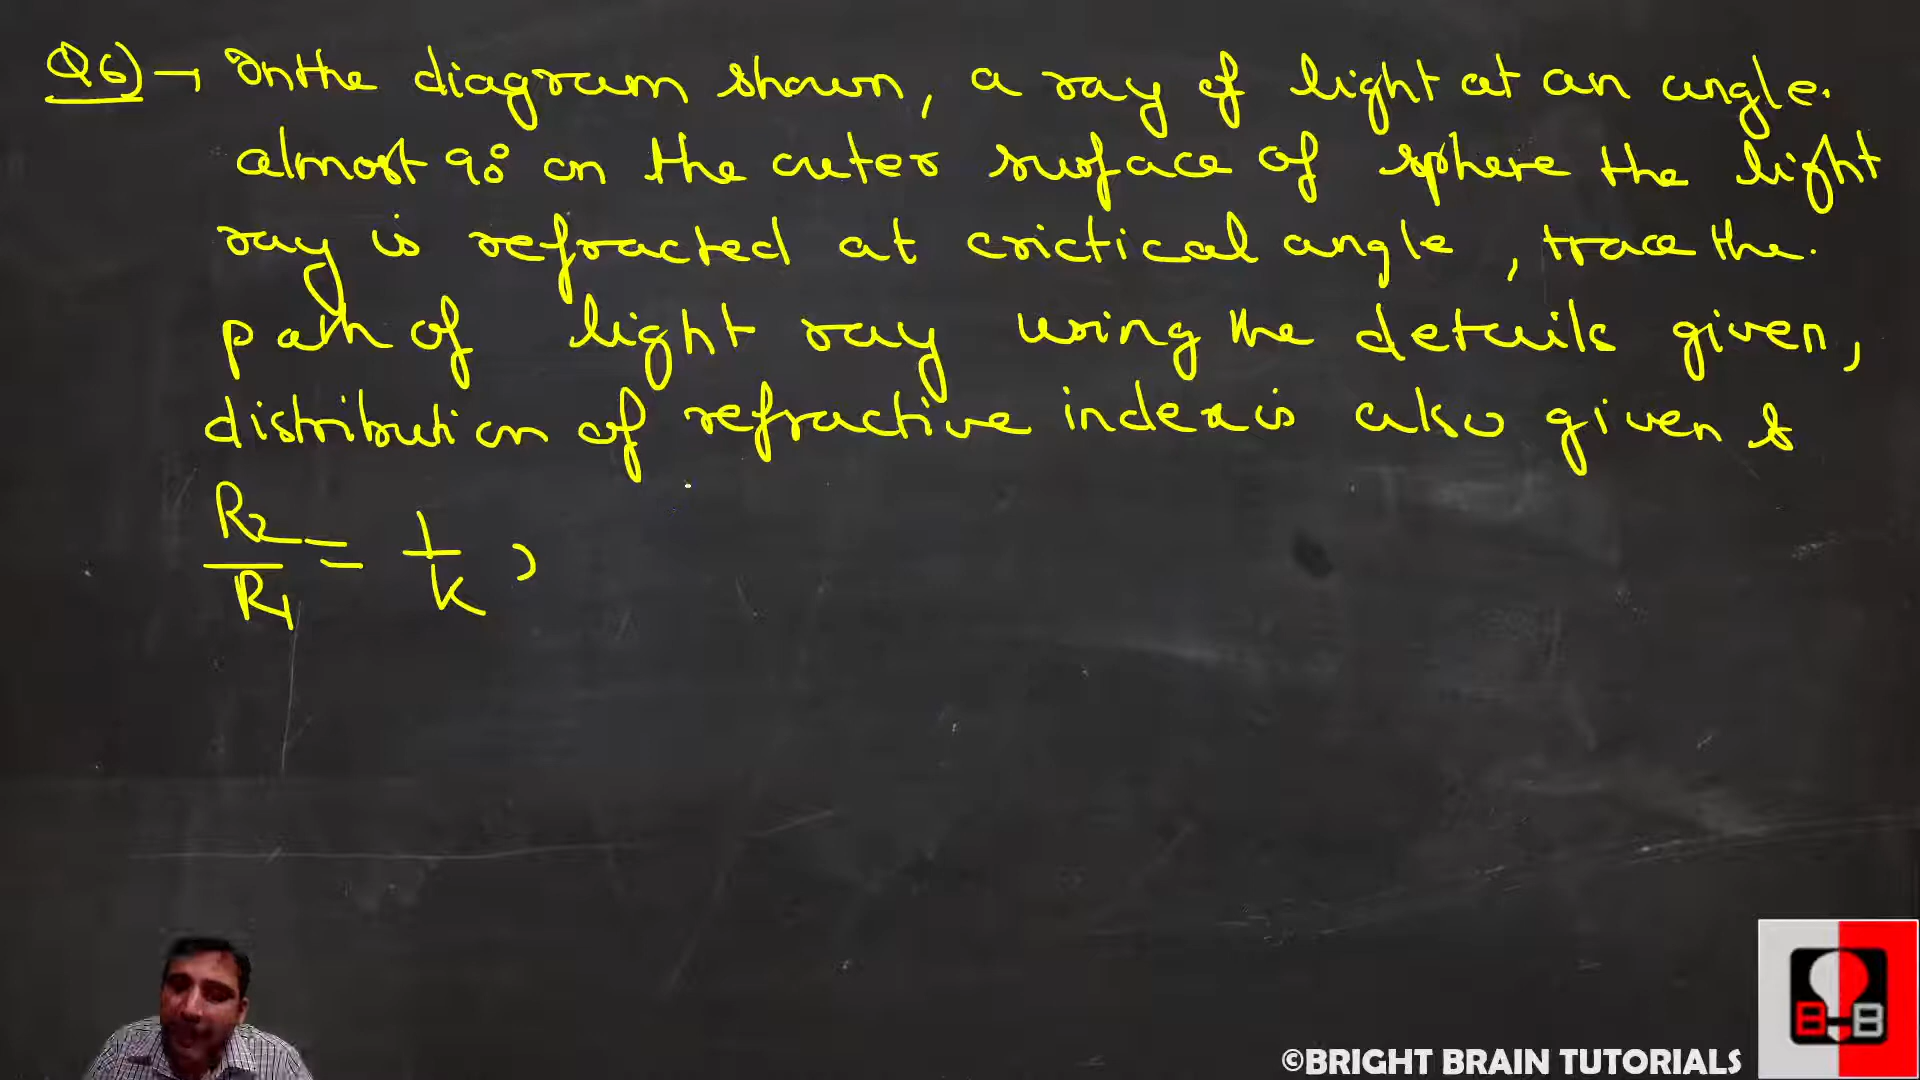 Q6)→ In the diagram shown, a ray of light at an angle.
almost 90° on the outer surface of sphere the light
ray is refracted at crictical angle, trace the.
path of light ray using the details given,
distribution of refractive index is also given &
R2/R1 = 1/K,
B-B
©BRIGHT BRAIN TUTORIALS